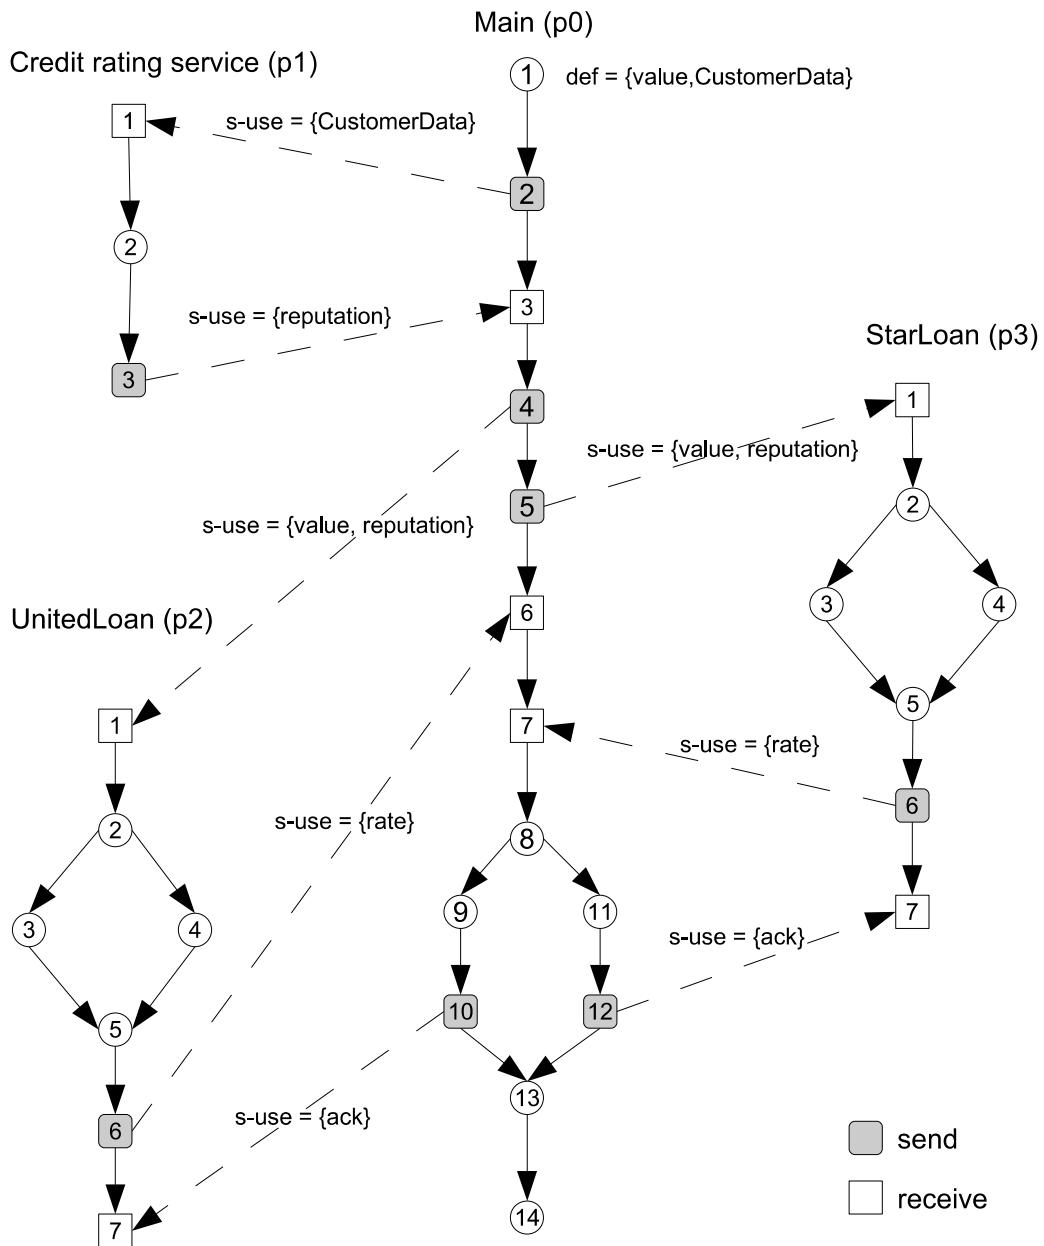 Main (p0)
Credit rating service (p1)
1
def = {value,CustomerData}
1
s-use = {CustomerData}
2
2
3
s-use = {reputation}
StarLoan (p3)
3
4
1
s-use = {value, reputation}
5
2
s-use = {value, reputation}
UnitedLoan (p2)
6
3
4
5
1
7
s-use = {rate}
6
2
s-use = {rate}
8
3
4
9
11
7
s-use = {ack}
10
12
5
13
6
s-use = {ack}
send
7
14
receive